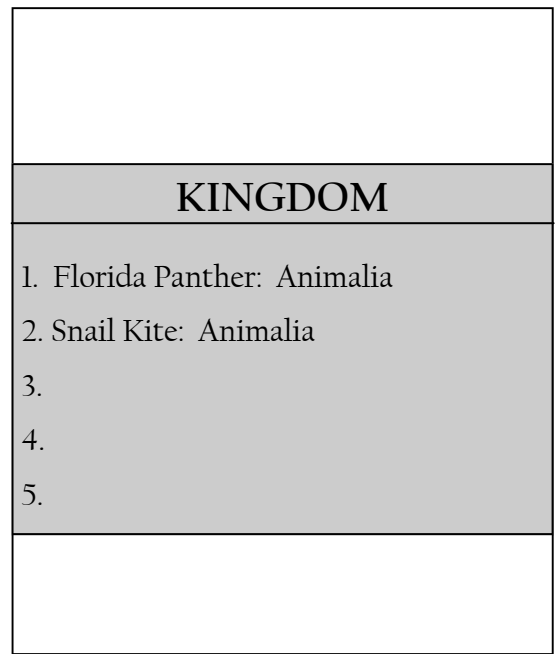 KINGDOM
1. Florida Panther: Animalia
2. Snail Kite: Animalia
3.
4.
5.